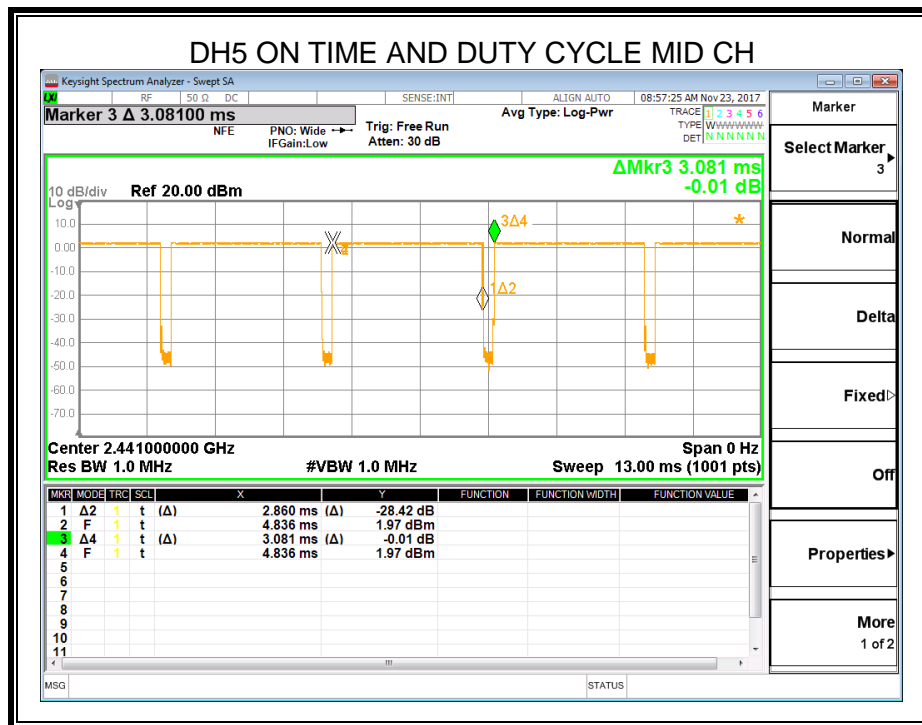 DH5 ON TIME AND DUTY CYCLE MID CH
Keysight Spectrum Analyzer - Swept SA
LXI RF 50 Ω DC SENSE:INT ALIGN AUTO 08:57:25 AM Nov 23, 2017
Marker 3 Δ 3.08100 ms
NFE
PNO: Wide
IFGain:Low
Trig: Free Run
Atten: 30 dB
Avg Type: Log-Pwr
TRACE 1 2 3 4 5 6
TYPE WWWWWW
DET N N N N N N
ΔMkr3 3.081 ms
-0.01 dB
10 dB/div Ref 20.00 dBm
Log
10.0
0.00
-10.0
-20.0
-30.0
-40.0
-50.0
-60.0
-70.0
3Δ4
1Δ2
*
Center 2.441000000 GHz Span 0 Hz
Res BW 1.0 MHz #VBW 1.0 MHz Sweep 13.00 ms (1001 pts)
MKR MODE TRC SCL X Y FUNCTION FUNCTION WIDTH FUNCTION VALUE
1 Δ2 1 t (Δ) 2.860 ms (Δ) -28.42 dB
2 F 1 t 4.836 ms 1.97 dBm
3 Δ4 1 t (Δ) 3.081 ms (Δ) -0.01 dB
4 F 1 t 4.836 ms 1.97 dBm
5
6
7
8
9
10
11
MSG STATUS
Marker
Select Marker
3
Normal
Delta
Fixed
Off
Properties
More
1 of 2